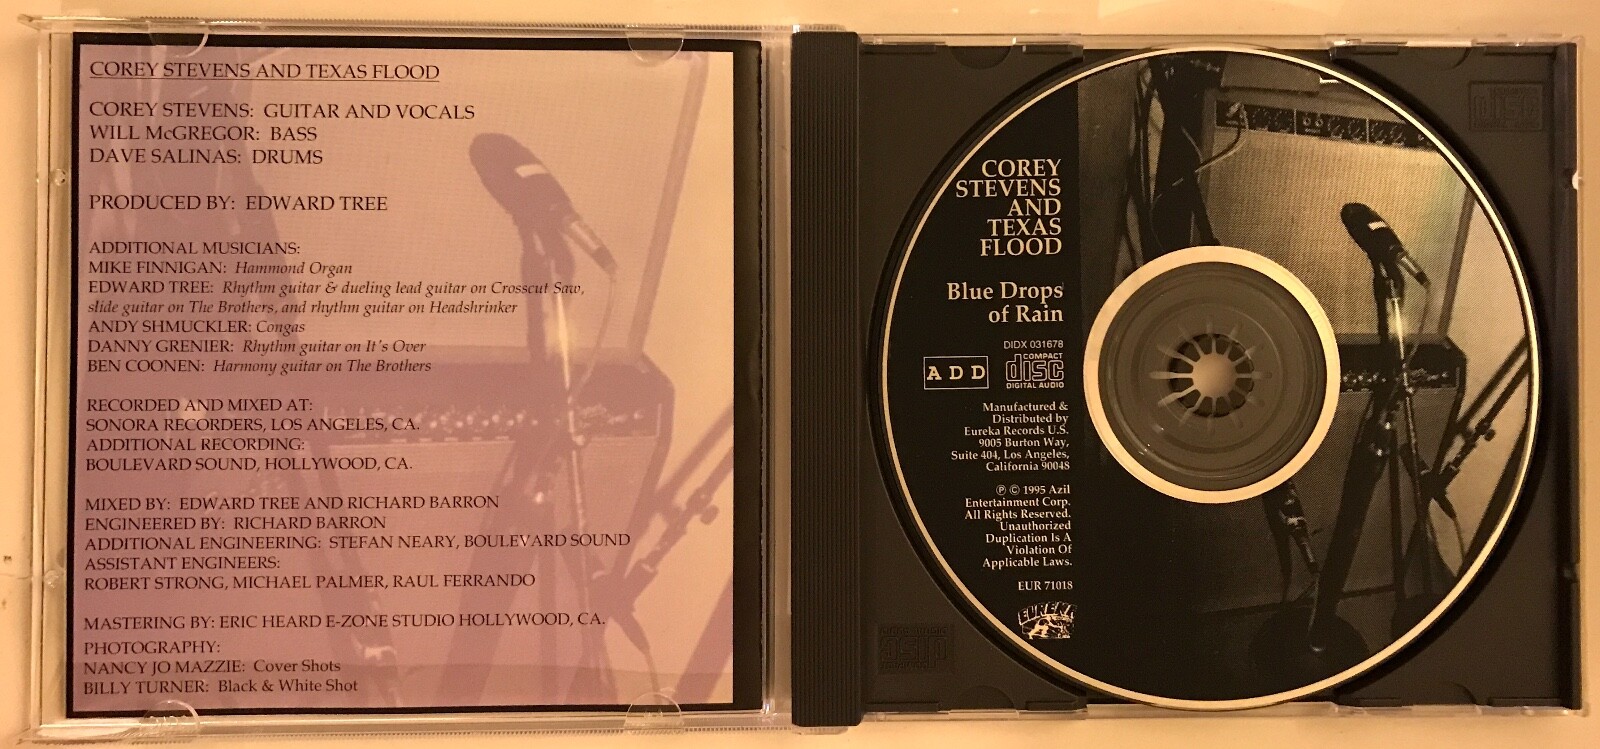 COREY STEVENS AND TEXAS FLOOD
COREY STEVENS: GUITAR AND VOCALS
WILL McGREGOR: BASS
DAVE SALINAS: DRUMS
PRODUCED BY: EDWARD TREE
ADDITIONAL MUSICIANS:
MIKE FINNIGAN: Hammond Organ
EDWARD TREE: Rhythm guitar & dueling lead guitar on Crosscut Saw,
slide guitar on The Brothers, and rhythm guitar on Headshrinker
ANDY SHMUCKLER: Congas
DANNY GRENIER: Rhythm guitar on It's Over
BEN COONEN: Harmony guitar on The Brothers
RECORDED AND MIXED AT:
SONORA RECORDERS, LOS ANGELES, CA.
ADDITIONAL RECORDING:
BOULEVARD SOUND, HOLLYWOOD, CA.
MIXED BY: EDWARD TREE AND RICHARD BARRON
ENGINEERED BY: RICHARD BARRON
ADDITIONAL ENGINEERING: STEFAN NEARY, BOULEVARD SOUND
ASSISTANT ENGINEERS:
ROBERT STRONG, MICHAEL PALMER, RAUL FERRANDO
MASTERING BY: ERIC HEARD E-ZONE STUDIO HOLLYWOOD, CA.
PHOTOGRAPHY:
NANCY JO MAZZIE: Cover Shots
BILLY TURNER: Black & White Shot
COREY
STEVENS
AND
TEXAS
FLOOD
Blue Drops
of Rain
DIDX 031678
ADD
COMPACT
disc
DIGITAL AUDIO
Manufactured &
Distributed by
Eureka Records U.S.
9005 Burton Way,
Suite 404, Los Angeles,
California 90048
℗ © 1995 Azil
Entertainment Corp.
All Rights Reserved.
Unauthorized
Duplication Is A
Violation Of
Applicable Laws.
EUR 71018
EUREKA
disc